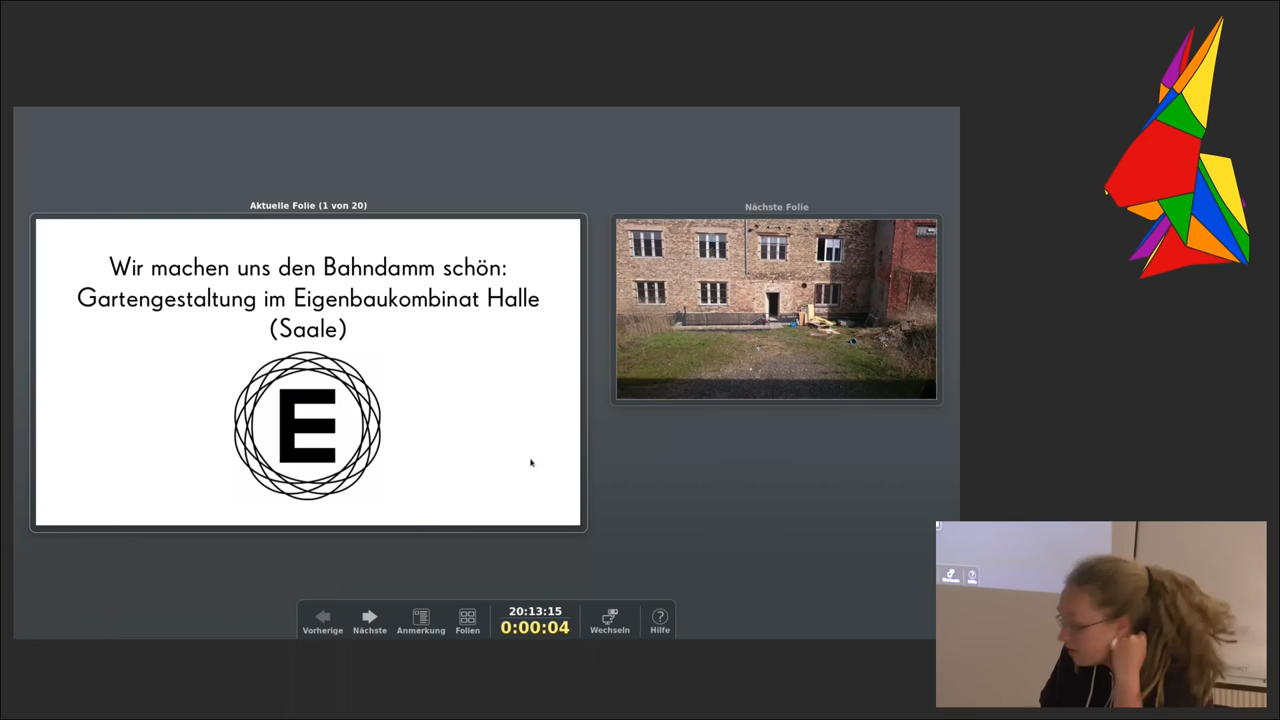 Aktuelle Folie (1 von 20)
Nächste Folie
Wir machen uns den Bahndamm schön:
Gartengestaltung im Eigenbaukombinat Halle
(Saale)
E
Vorherige
Nächste
Anmerkung
Folien
20:13:15
0:00:04
Wechseln
? Hilfe